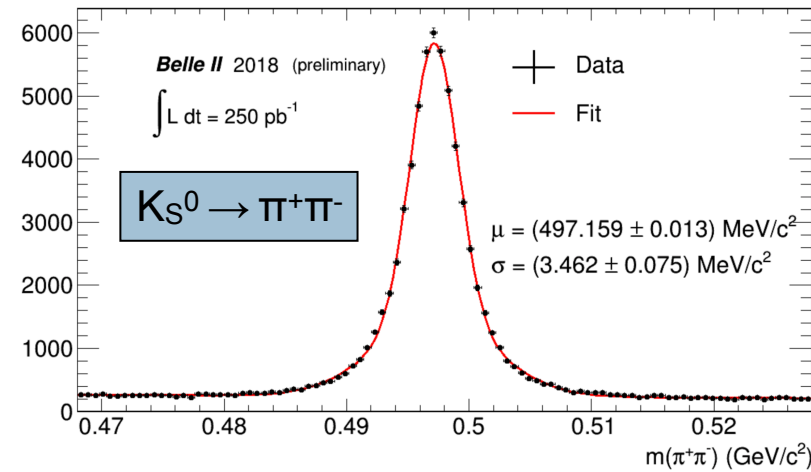 6000
5000
4000
3000
2000
1000
0
Belle II 2018 (preliminary)
∫L dt = 250 pb⁻¹
Data
Fit
K_S⁰ → π⁺π⁻
μ = (497.159 ± 0.013) MeV/c²
σ = (3.462 ± 0.075) MeV/c²
0.47 0.48 0.49 0.5 0.51 0.52
m(π⁺π⁻) (GeV/c²)